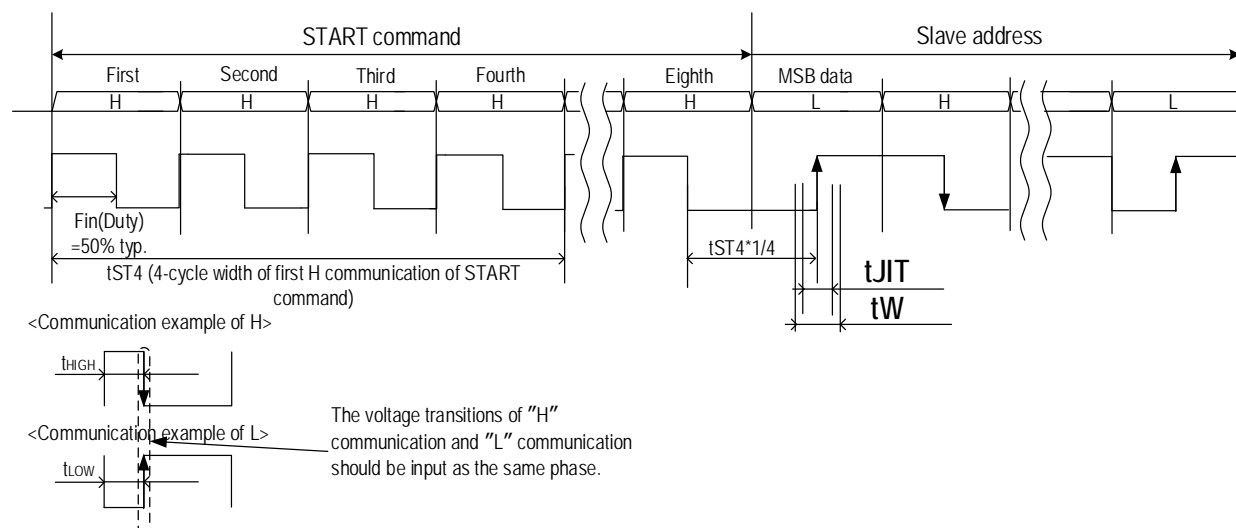 START command
Slave address
First
Second
Third
Fourth
Eighth
MSB data
H
H
H
H
H
L
H
L
Fin(Duty)
=50% typ.
tST4*1/4
tST4 (4-cycle width of first H communication of START
command)
tJIT
tW
<Communication example of H>
tHIGH
The voltage transitions of "H"
communication and "L" communication
should be input as the same phase.
<Communication example of L>
tLOW